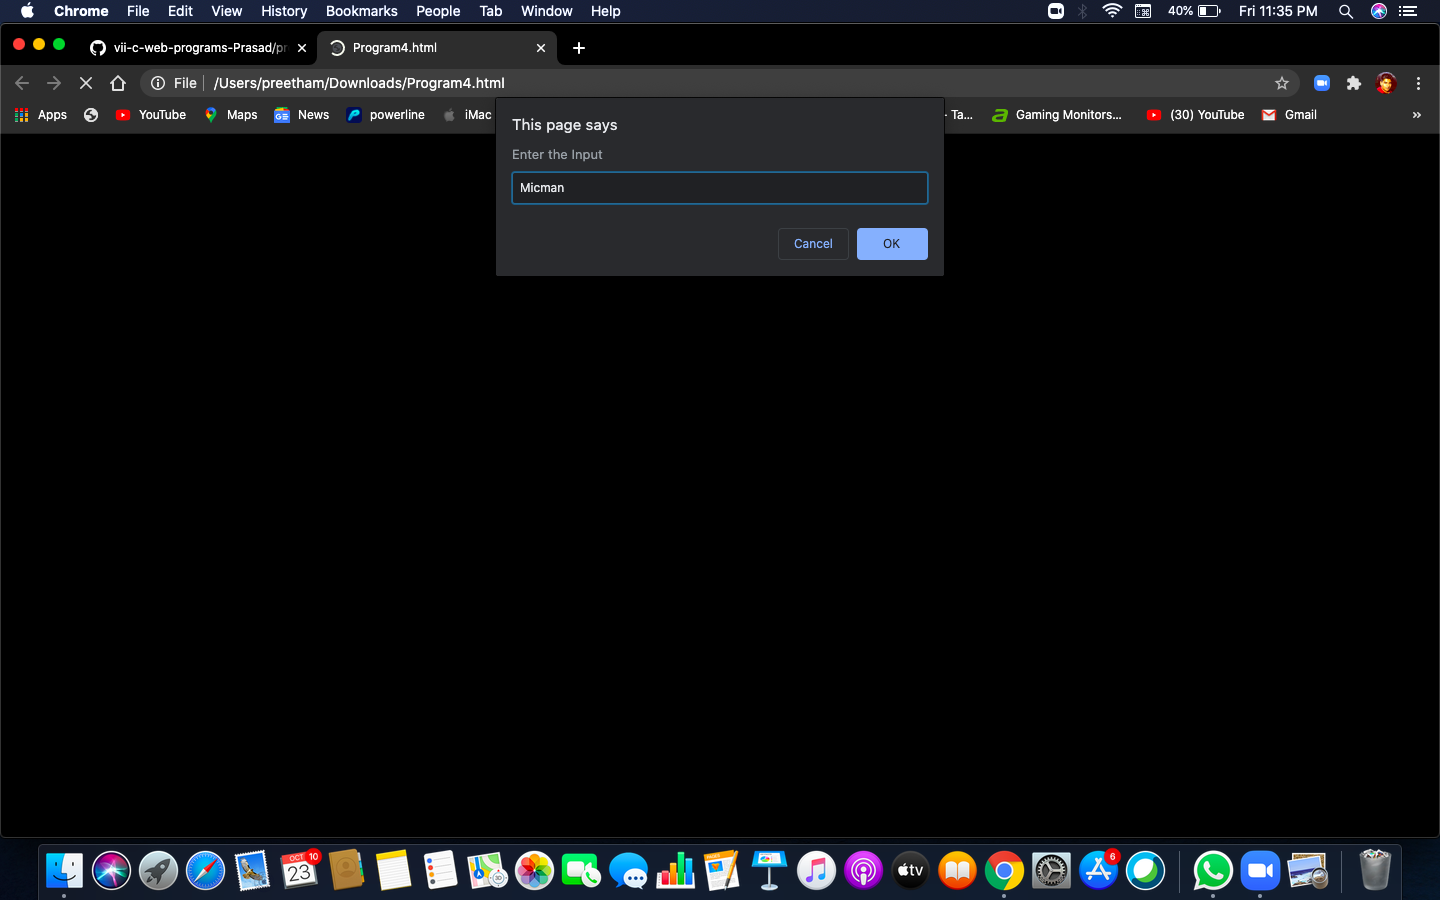 Chrome File Edit View History Bookmarks People Tab Window Help 40% Fri 11:35 PM
vii-c-web-programs-Prasad/pr Program4.html
File /Users/preetham/Downloads/Program4.html
Apps YouTube Maps News powerline iMac Ta... Gaming Monitors... (30) YouTube Gmail
This page says
Enter the Input
Micman
Cancel OK
OCT 10 6
23 3D tv